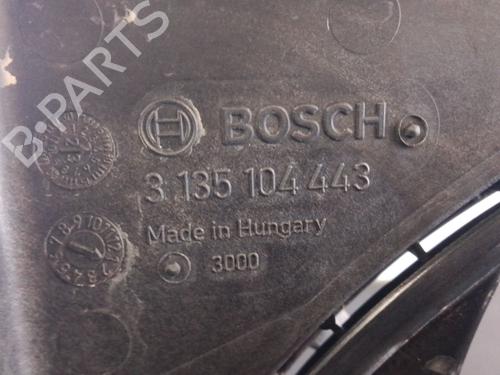 B-PARTS
BOSCH
3 135 104 443
Made in Hungary
3000